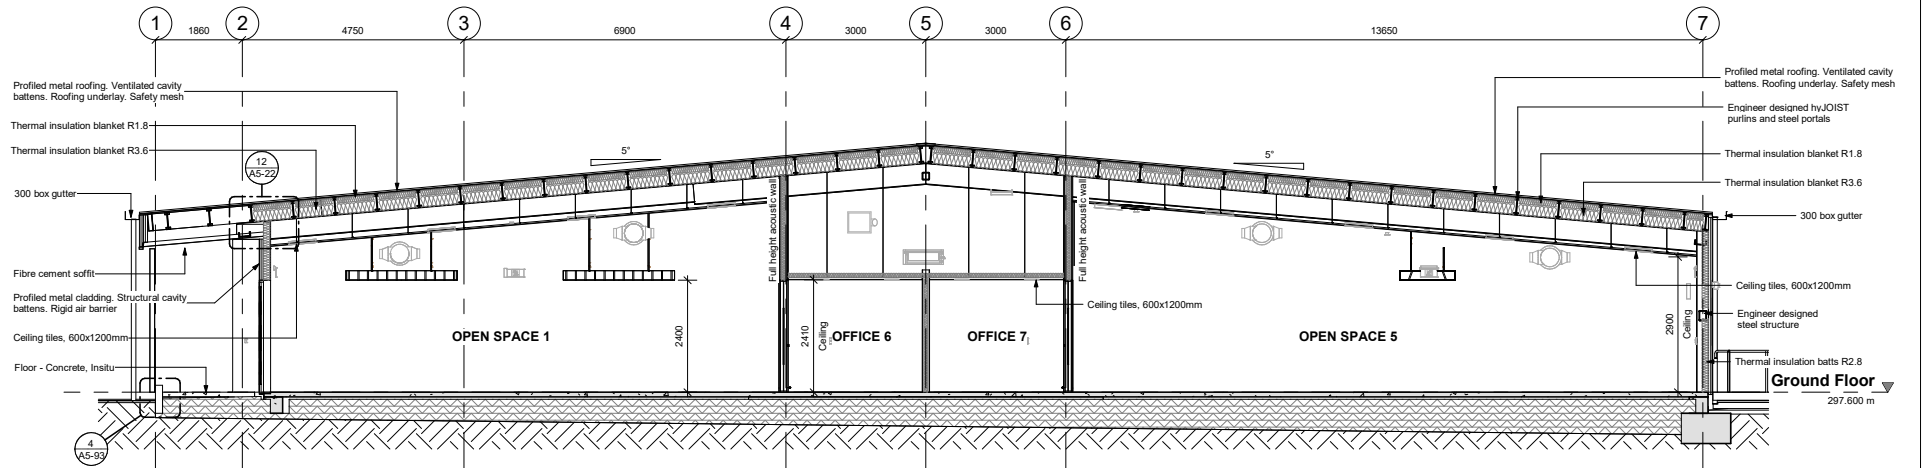 1
2
3
4
5
6
7
1860
4750
6900
3000
3000
13650
Profiled metal roofing. Ventilated cavity
battens. Roofing underlay. Safety mesh
Thermal insulation blanket R1.8
Thermal insulation blanket R3.6
12
A5-22
300 box gutter
Fibre cement soffit
Profiled metal cladding. Structural cavity
battens. Rigid air barrier
Ceiling tiles, 600x1200mm
Floor - Concrete, Insitu
4
A5-93
5°
5°
Full height acoustic wall
Full height acoustic wall
OPEN SPACE 1
2400
2410
Ceiling
OFFICE 6
OFFICE 7
Ceiling tiles, 600x1200mm
OPEN SPACE 5
2900
Ceiling
Profiled metal roofing. Ventilated cavity
battens. Roofing underlay. Safety mesh
Engineer designed hyJOIST
purlins and steel portals
Thermal insulation blanket R1.8
Thermal insulation blanket R3.6
300 box gutter
Ceiling tiles, 600x1200mm
Engineer designed
steel structure
Thermal insulation batts R2.8
Ground Floor
297.600 m